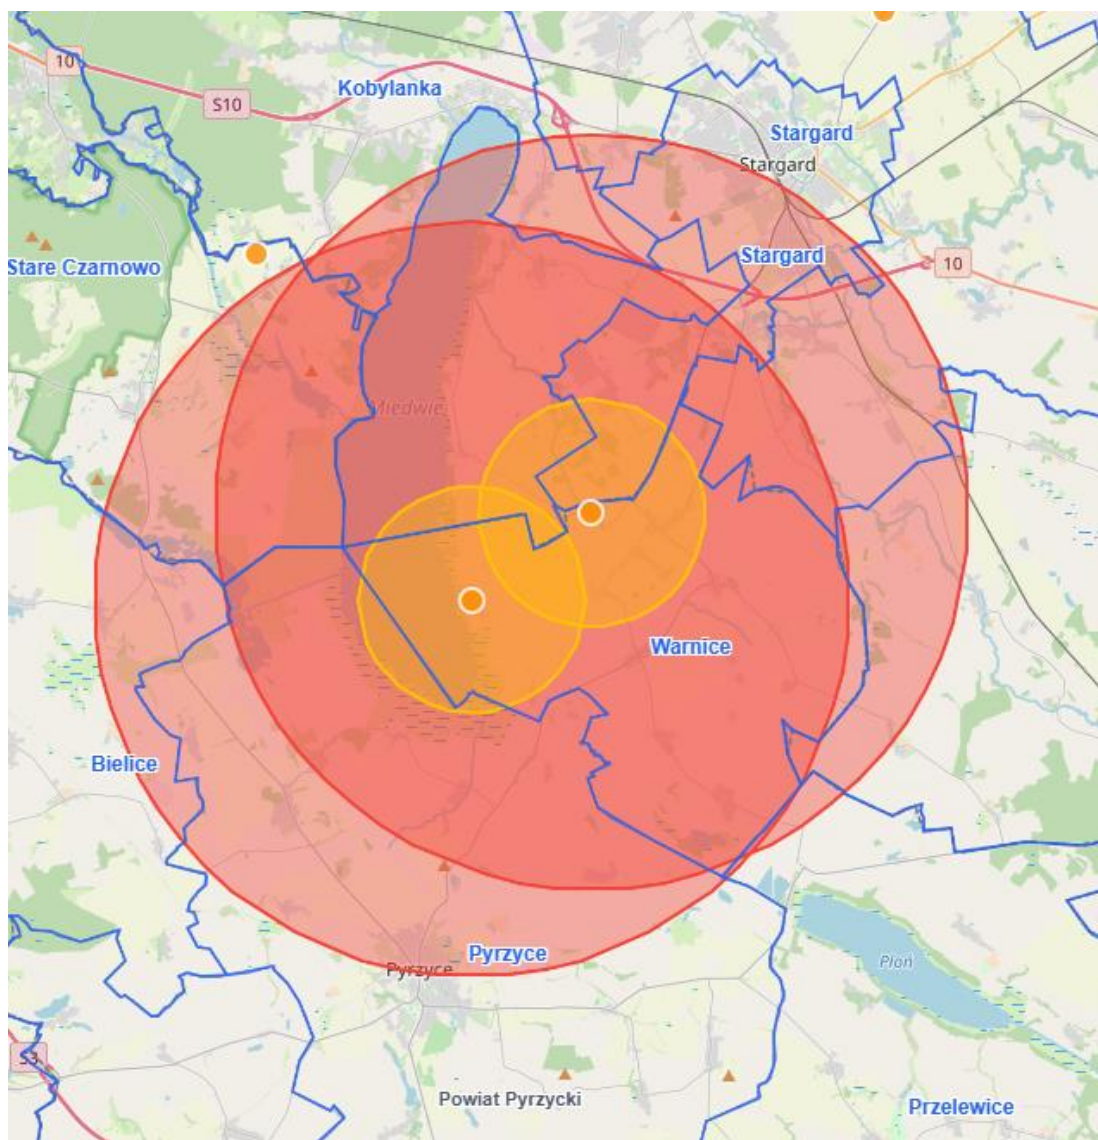 10
Kobylanka
S10
Stargard
Stargard
Stare Czarnowo
Stargard
10
Miedwie
Warnice
Bielice
Pyrzyce
Pyrzyce
Płoń
S3
Powiat Pyrzycki
Przelewice